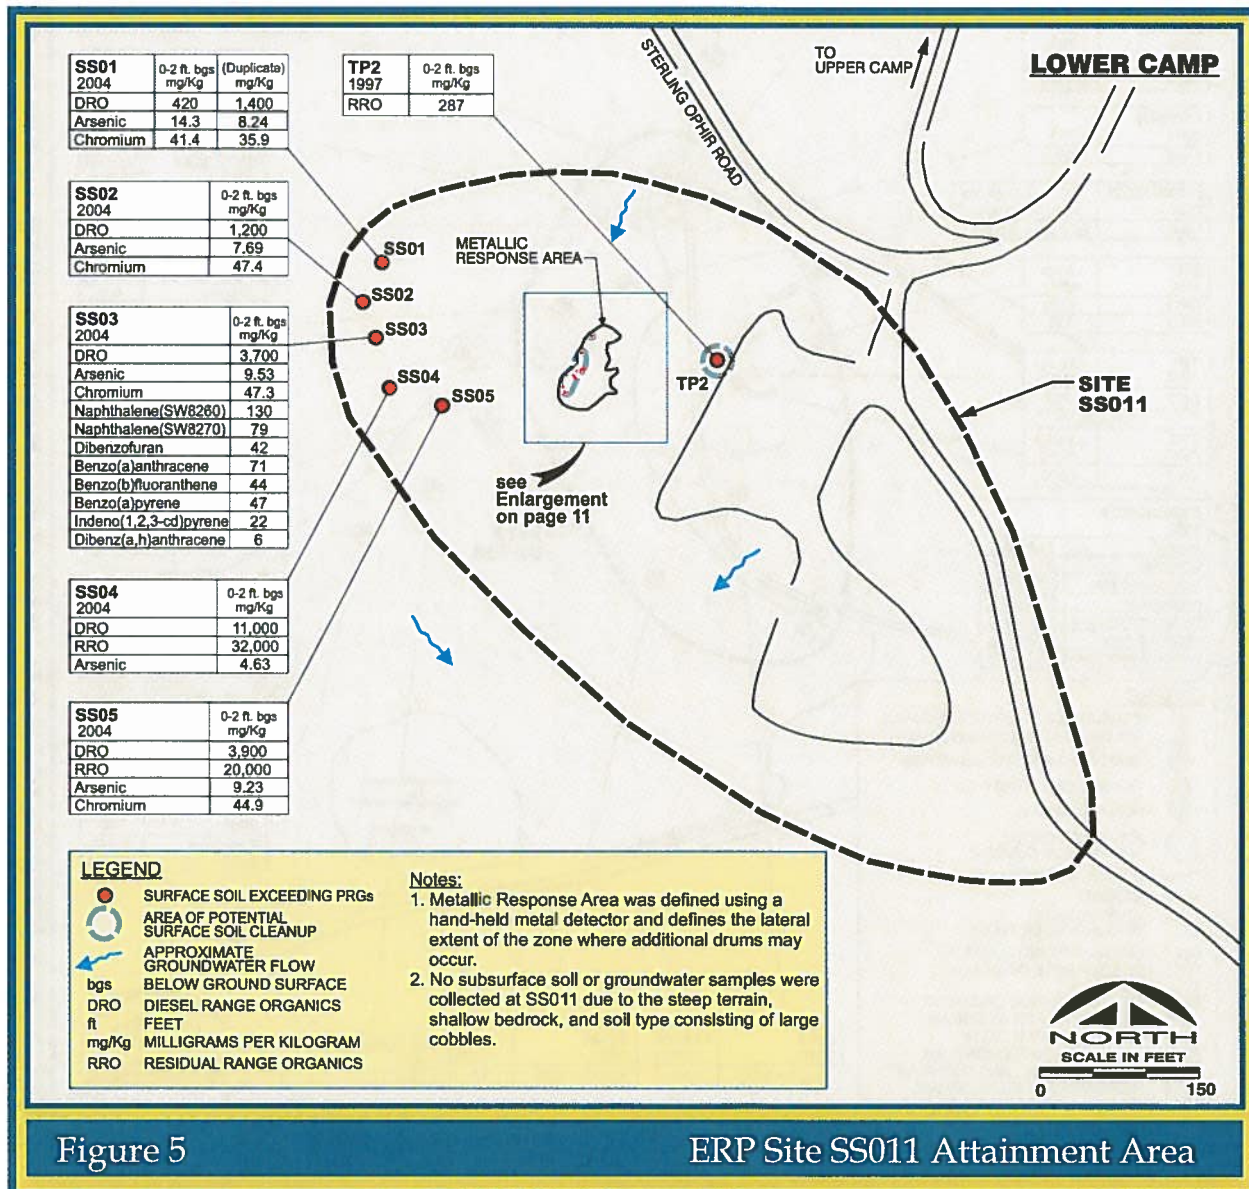 SS01 0-2 ft. bgs (Duplicate)
2004 mg/Kg mg/Kg
DRO 420 1,400
Arsenic 14.3 8.24
Chromium 41.4 35.9
TP2 0-2 ft. bgs
1997 mg/Kg
RRO 287
STERLING OPHIR ROAD
TO
UPPER CAMP
LOWER CAMP
SS02 0-2 ft. bgs
2004 mg/Kg
DRO 1,200
Arsenic 7.69
Chromium 47.4
SS03 0-2 ft. bgs
2004 mg/Kg
DRO 3,700
Arsenic 9.53
Chromium 47.3
Naphthalene(SW8260) 130
Naphthalene(SW8270) 79
Dibenzofuran 42
Benzo(a)anthracene 71
Benzo(b)fluoranthene 44
Benzo(a)pyrene 47
Indeno(1,2,3-cd)pyrene 22
Dibenz(a,h)anthracene 6
SS04 0-2 ft. bgs
2004 mg/Kg
DRO 11,000
RRO 32,000
Arsenic 4.63
SS05 0-2 ft. bgs
2004 mg/Kg
DRO 3,900
RRO 20,000
Arsenic 9.23
Chromium 44.9
SS01
SS02
SS03
SS04
SS05
METALLIC
RESPONSE AREA
TP2
SITE
SS011
see
Enlargement
on page 11
LEGEND
SURFACE SOIL EXCEEDING PRGs
AREA OF POTENTIAL
SURFACE SOIL CLEANUP
APPROXIMATE
GROUNDWATER FLOW
bgs BELOW GROUND SURFACE
DRO DIESEL RANGE ORGANICS
ft FEET
mg/Kg MILLIGRAMS PER KILOGRAM
RRO RESIDUAL RANGE ORGANICS
Notes:
1. Metallic Response Area was defined using a
hand-held metal detector and defines the lateral
extent of the zone where additional drums may
occur.
2. No subsurface soil or groundwater samples were
collected at SS011 due to the steep terrain,
shallow bedrock, and soil type consisting of large
cobbles.
NORTH
SCALE IN FEET
0 150
Figure 5 ERP Site SS011 Attainment Area